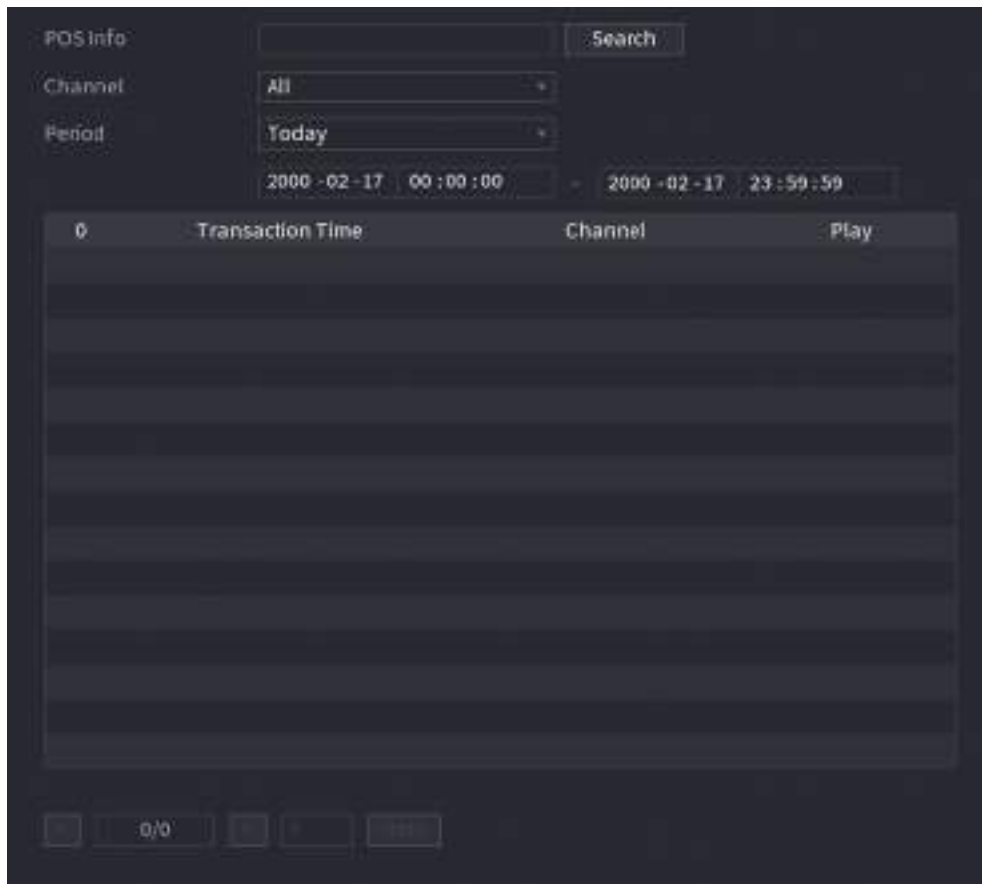 POS Info Search
Channel All
Period Today
2000 -02 -17 00 :00 :00 - 2000 -02 -17 23 :59 :59
0 Transaction Time Channel Play
0/0